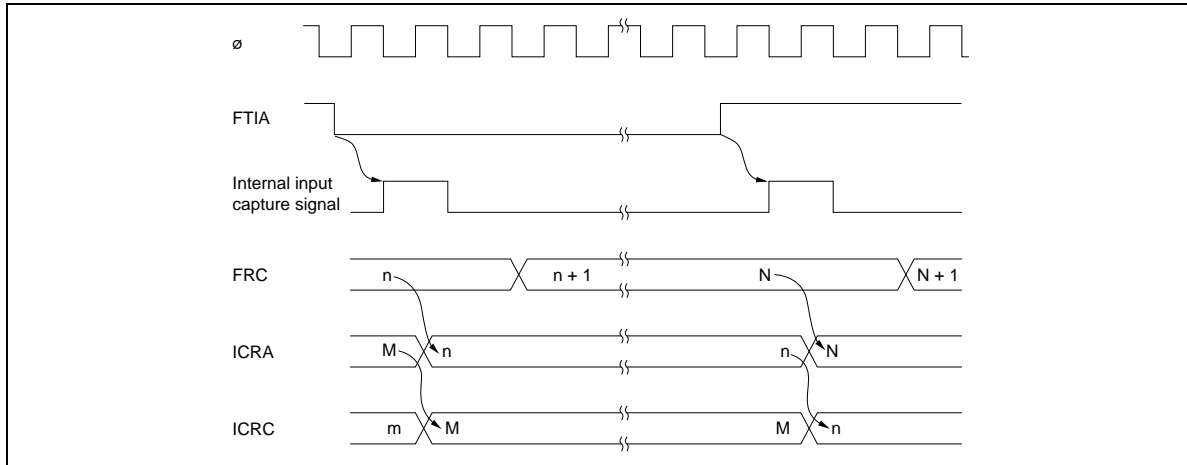 ø
FTIA
Internal input
capture signal
FRC n n + 1 N N + 1
ICRA M n n N
ICRC m M M n